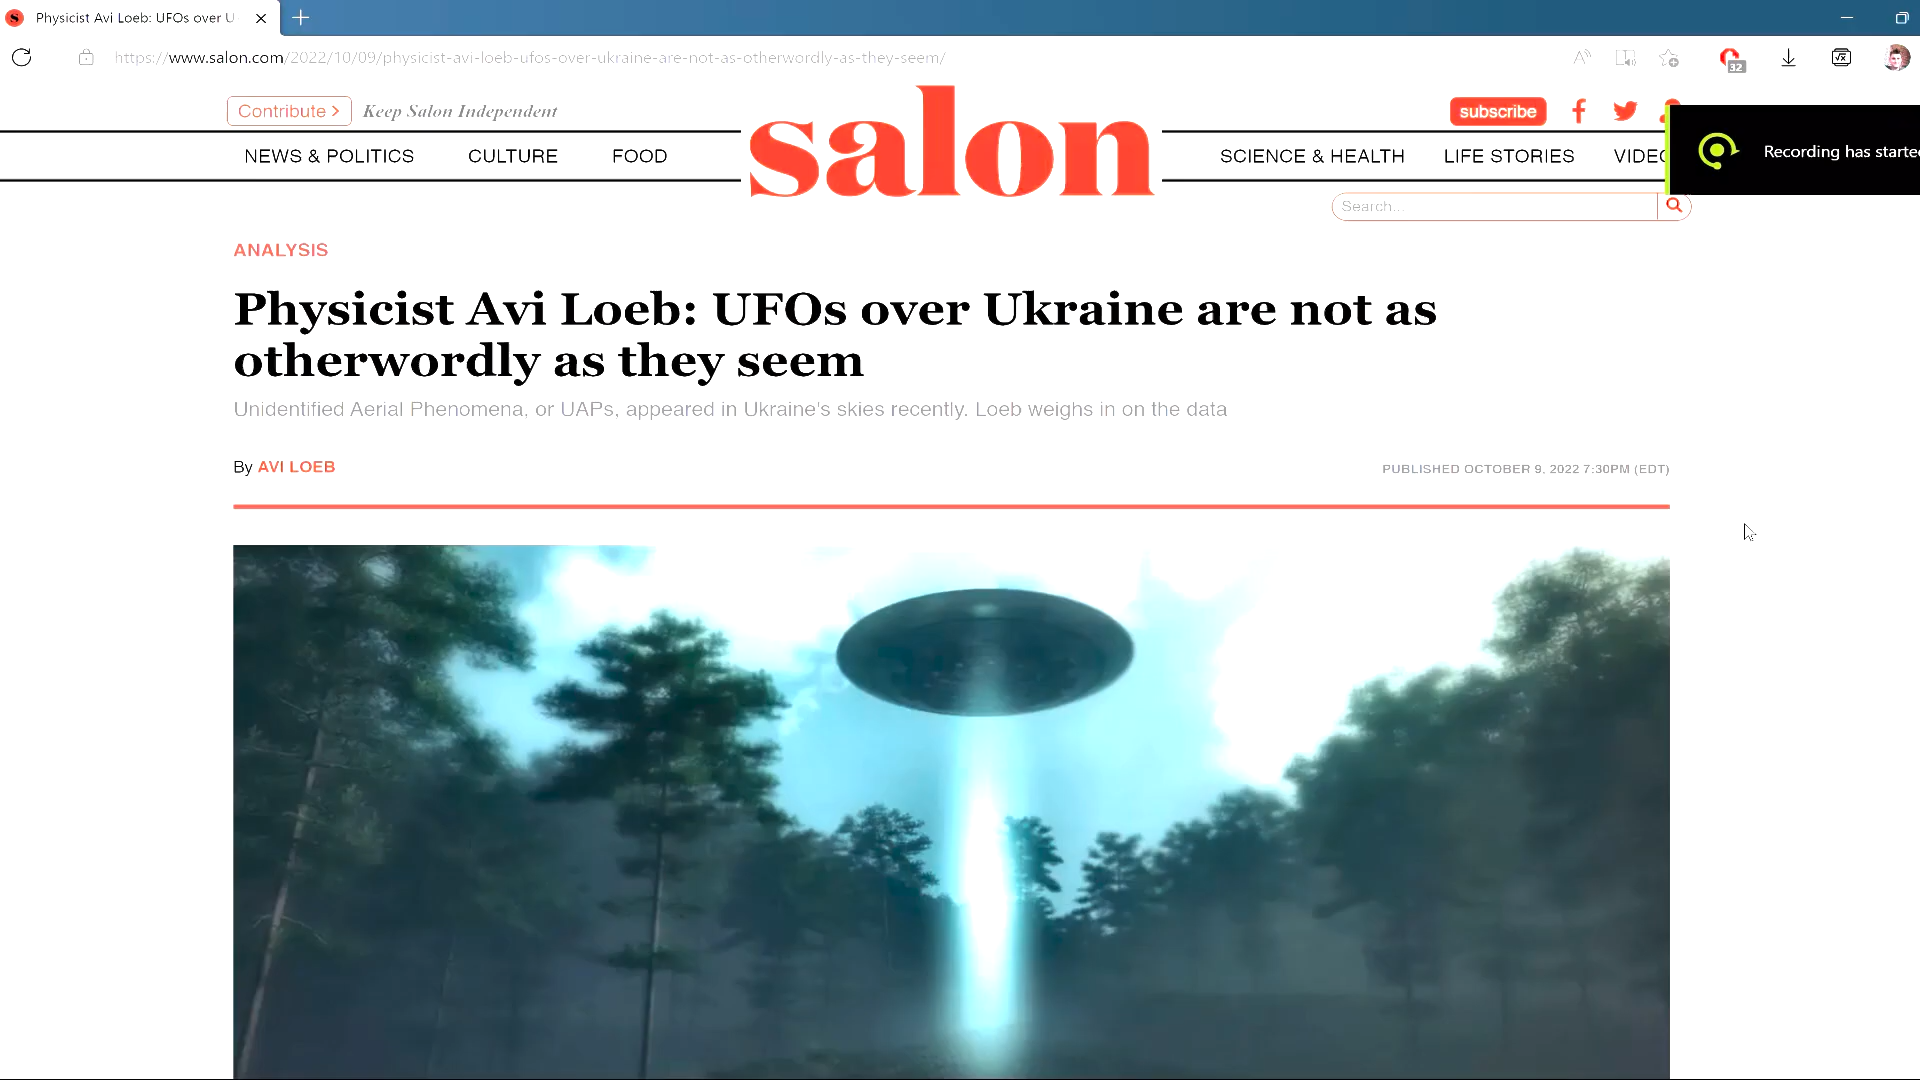 Physicist Avi Loeb: UFOs over U
https://www.salon.com/2022/10/09/physicist-avi-loeb-ufos-over-ukraine-are-not-as-otherwordly-as-they-seem/
32
Contribute >
Keep Salon Independent
salon
subscribe
Recording has starte
NEWS & POLITICS
CULTURE
FOOD
SCIENCE & HEALTH
LIFE STORIES
VIDEO
Search...
ANALYSIS
Physicist Avi Loeb: UFOs over Ukraine are not as
otherwordly as they seem
Unidentified Aerial Phenomena, or UAPs, appeared in Ukraine's skies recently. Loeb weighs in on the data
By AVI LOEB
PUBLISHED OCTOBER 9, 2022 7:30PM (EDT)